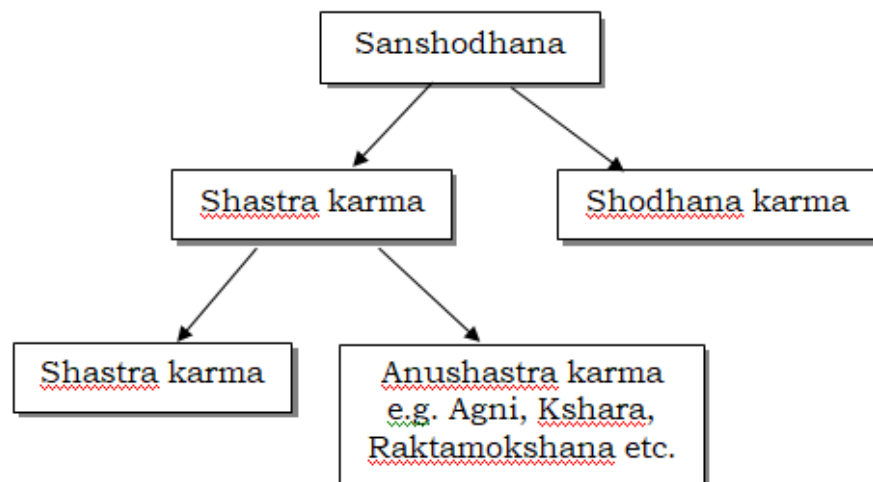 Sanshodhana
Shastra karma
Shodhana karma
Shastra karma
Anushastra karma
e.g. Agni, Kshara,
Raktamokshana etc.